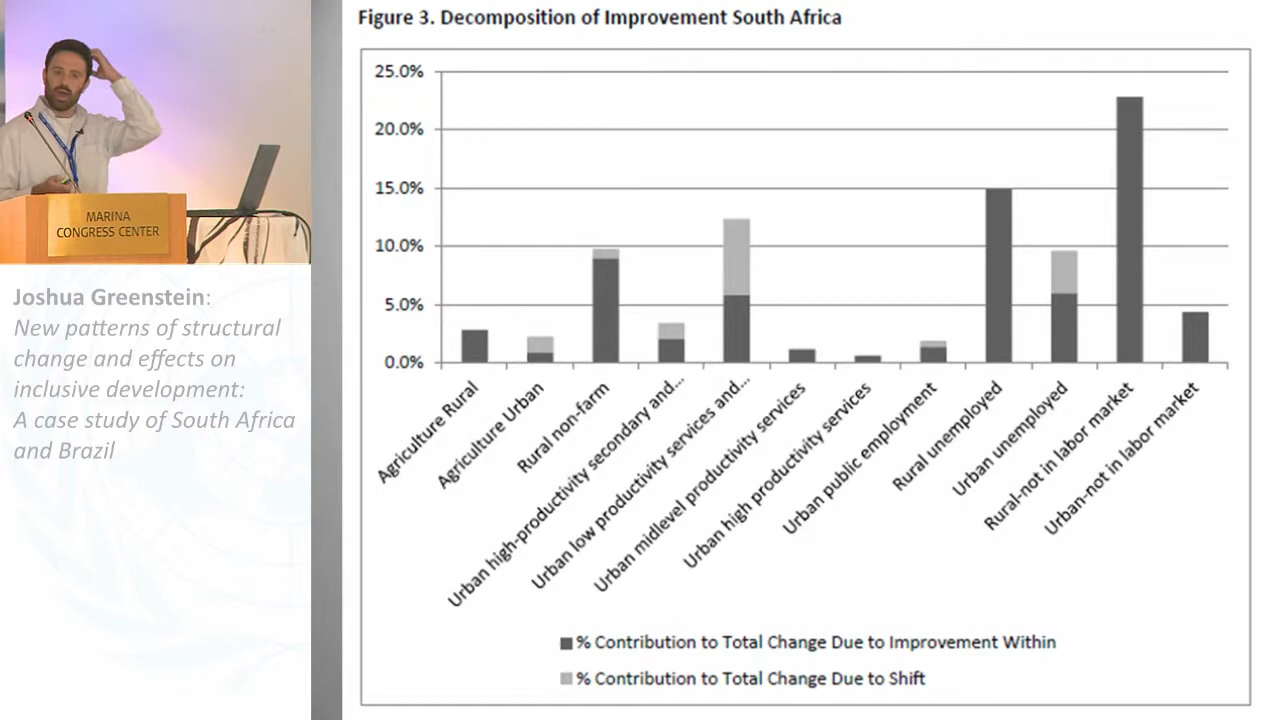 MARINA
CONGRESS CENTER
Joshua Greenstein:
New patterns of structural
change and effects on
inclusive development:
A case study of South Africa
and Brazil
Figure 3. Decomposition of Improvement South Africa
25.0%
20.0%
15.0%
10.0%
5.0%
0.0%
Agriculture Rural
Agriculture Urban
Rural non-farm
Urban high-productivity secondary and...
Urban low productivity services and...
Urban midlevel productivity services
Urban high productivity services
Urban public employment
Rural unemployed
Urban unemployed
Rural-not in labor market
Urban-not in labor market
% Contribution to Total Change Due to Improvement Within
% Contribution to Total Change Due to Shift